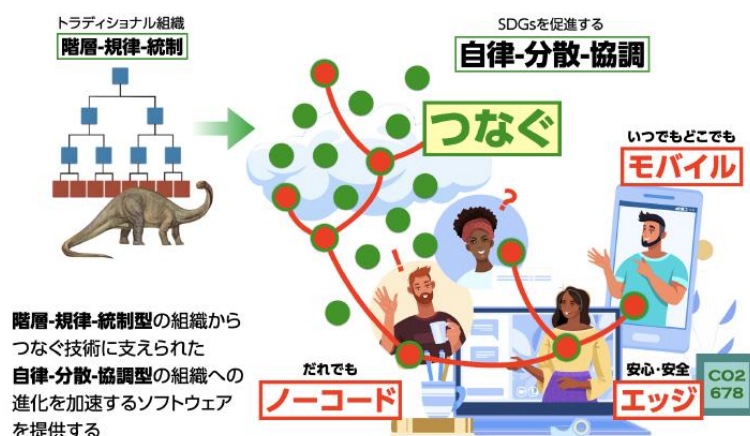 トラディショナル組織
階層-規律-統制
SDGsを促進する
自律-分散-協調
つなぐ
いつでもどこでも
モバイル
?
!
階層-規律-統制型の組織から
つなぐ技術に支えられた
自律-分散-協調型の組織への
進化を加速するソフトウェア
を提供する
だれでも
ノーコード
安心・安全
エッジ
CO2
678